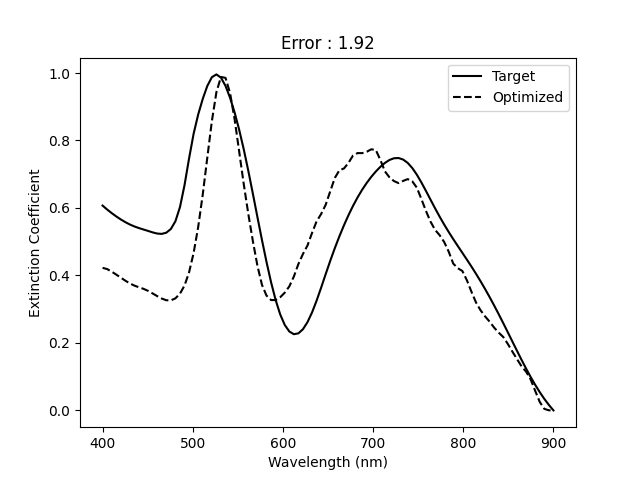 Error : 1.92
Target
Optimized
Extinction Coefficient
1.0
0.8
0.6
0.4
0.2
0.0
400 500 600 700 800 900
Wavelength (nm)